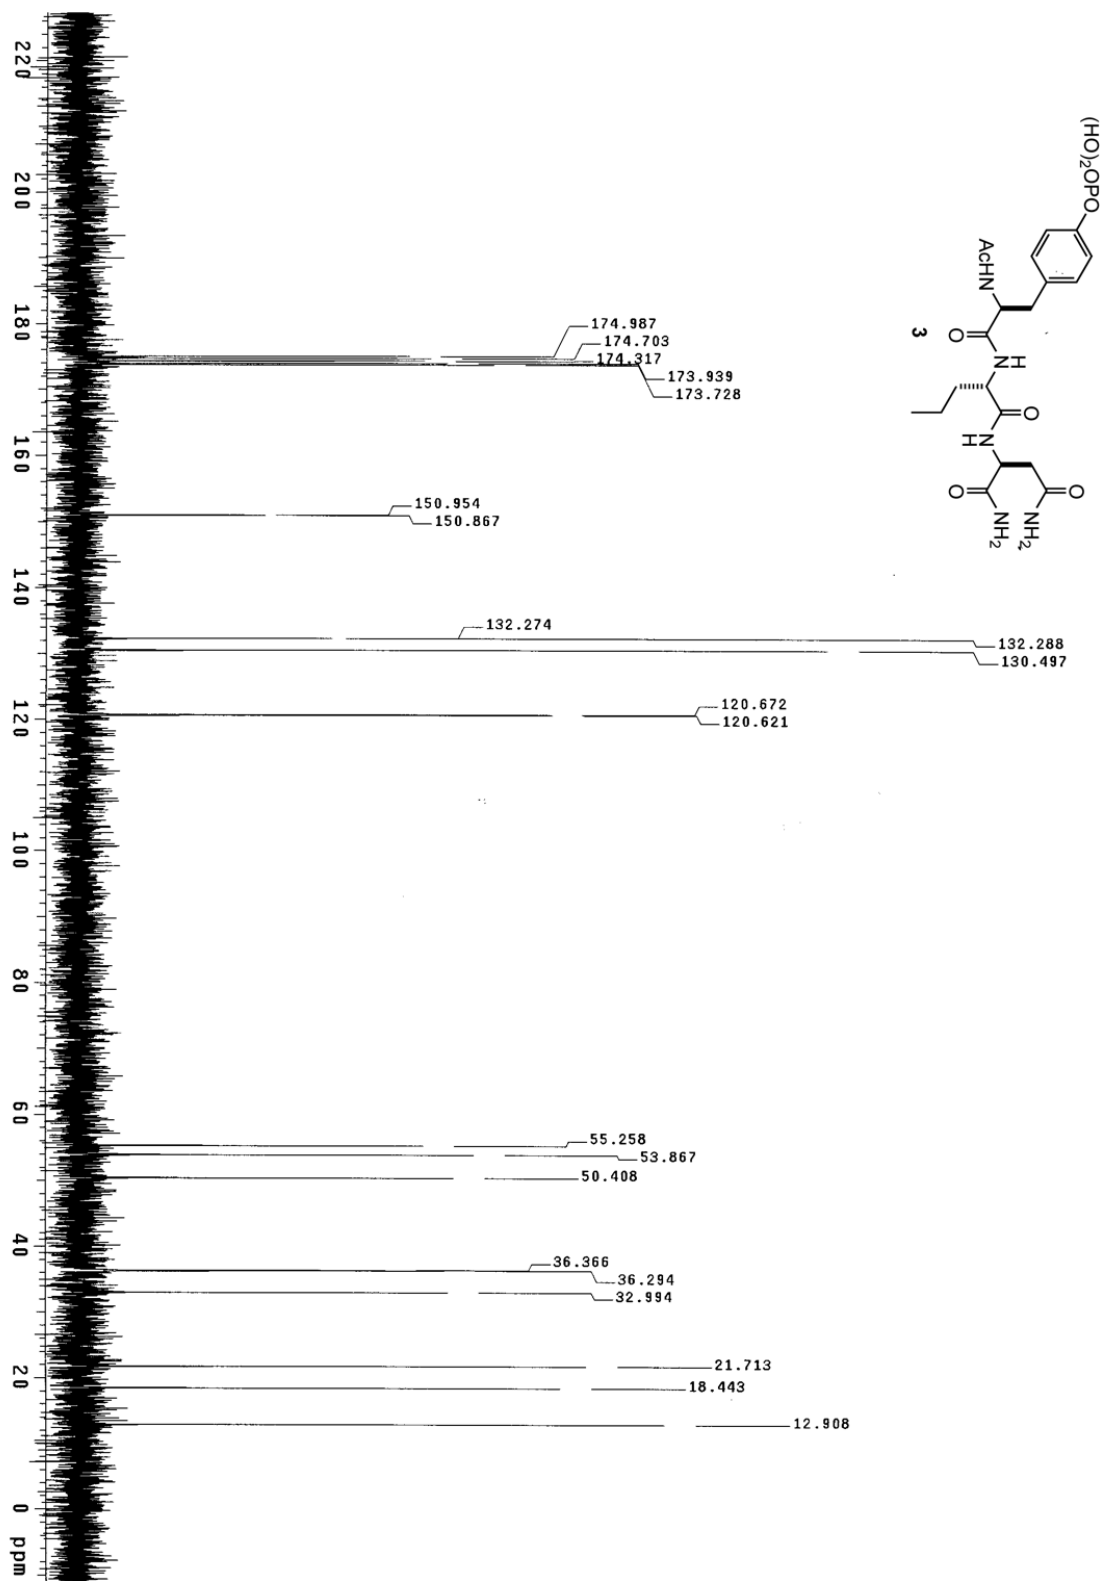 220
200
180
160
140
120
100
80
60
40
20
0
ppm
174.987
174.703
174.317
173.939
173.728
150.954
150.867
132.274
132.288
130.497
120.672
120.621
55.258
53.867
50.408
36.366
36.294
32.994
21.713
18.443
12.908
(HO)₂OPO
AcHN
O
H
N
O
N
H
O
NH₂
O
NH₂
3